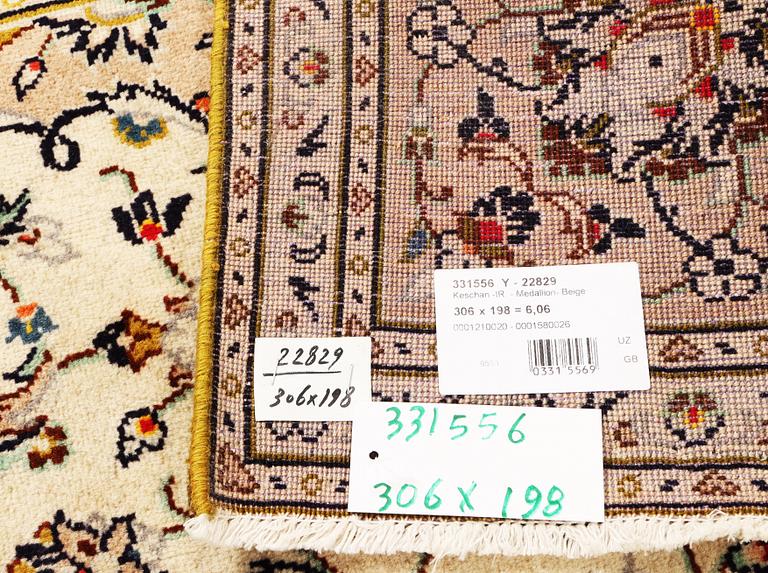 331556 Y - 22829
Keschan -IR - Medallion- Beige
306 x 198 = 6,06
0001210020 - 0001580026
UZ
GB
0331 5569
22829
306x198
331556
306 X 198